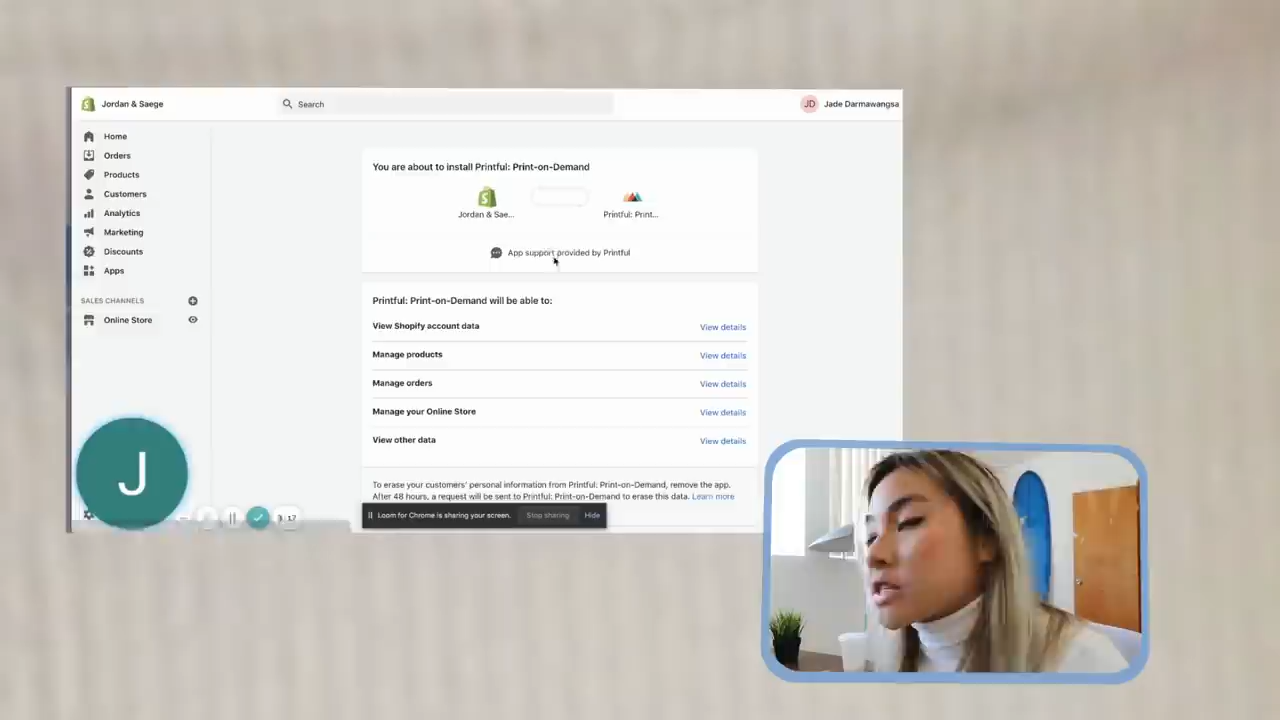 Jordan & Saege
Search
JD Jade Darmawangsa
Home
Orders
Products
Customers
Analytics
Marketing
Discounts
Apps
SALES CHANNELS
Online Store
You are about to install Printful: Print-on-Demand
Jordan & Sae...
Printful: Print...
App support provided by Printful
Printful: Print-on-Demand will be able to:
View Shopify account data View details
Manage products View details
Manage orders View details
Manage your Online Store View details
View other data View details
To erase your customers' personal information from Printful: Print-on-Demand, remove the app.
After 48 hours, a request will be sent to Printful: Print-on-Demand to erase this data. Learn more
J
Loom for Chrome is sharing your screen. Stop sharing Hide